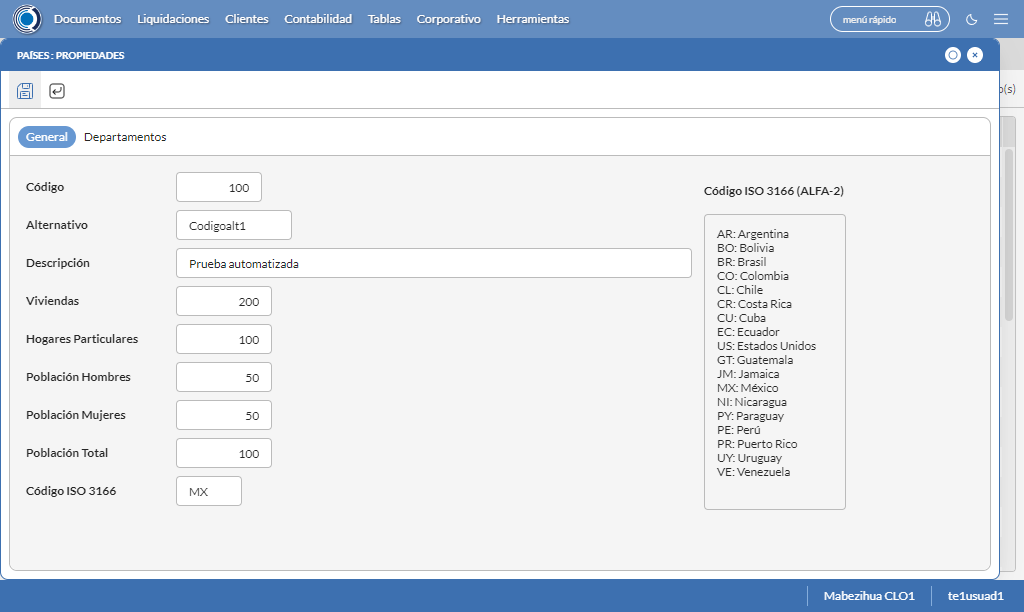 Documentos Liquidaciones Clientes Contabilidad Tablas Corporativo Herramientas menú rápido
PAÍSES : PROPIEDADES
o(s)
General Departamentos
Código 100
Alternativo Codigoalt1
Descripción Prueba automatizada
Viviendas 200
Hogares Particulares 100
Población Hombres 50
Población Mujeres 50
Población Total 100
Código ISO 3166 MX
Código ISO 3166 (ALFA-2)
AR: Argentina
BO: Bolivia
BR: Brasil
CO: Colombia
CL: Chile
CR: Costa Rica
CU: Cuba
EC: Ecuador
US: Estados Unidos
GT: Guatemala
JM: Jamaica
MX: México
NI: Nicaragua
PY: Paraguay
PE: Perú
PR: Puerto Rico
UY: Uruguay
VE: Venezuela
Mabezihua CLO1 te1usuad1